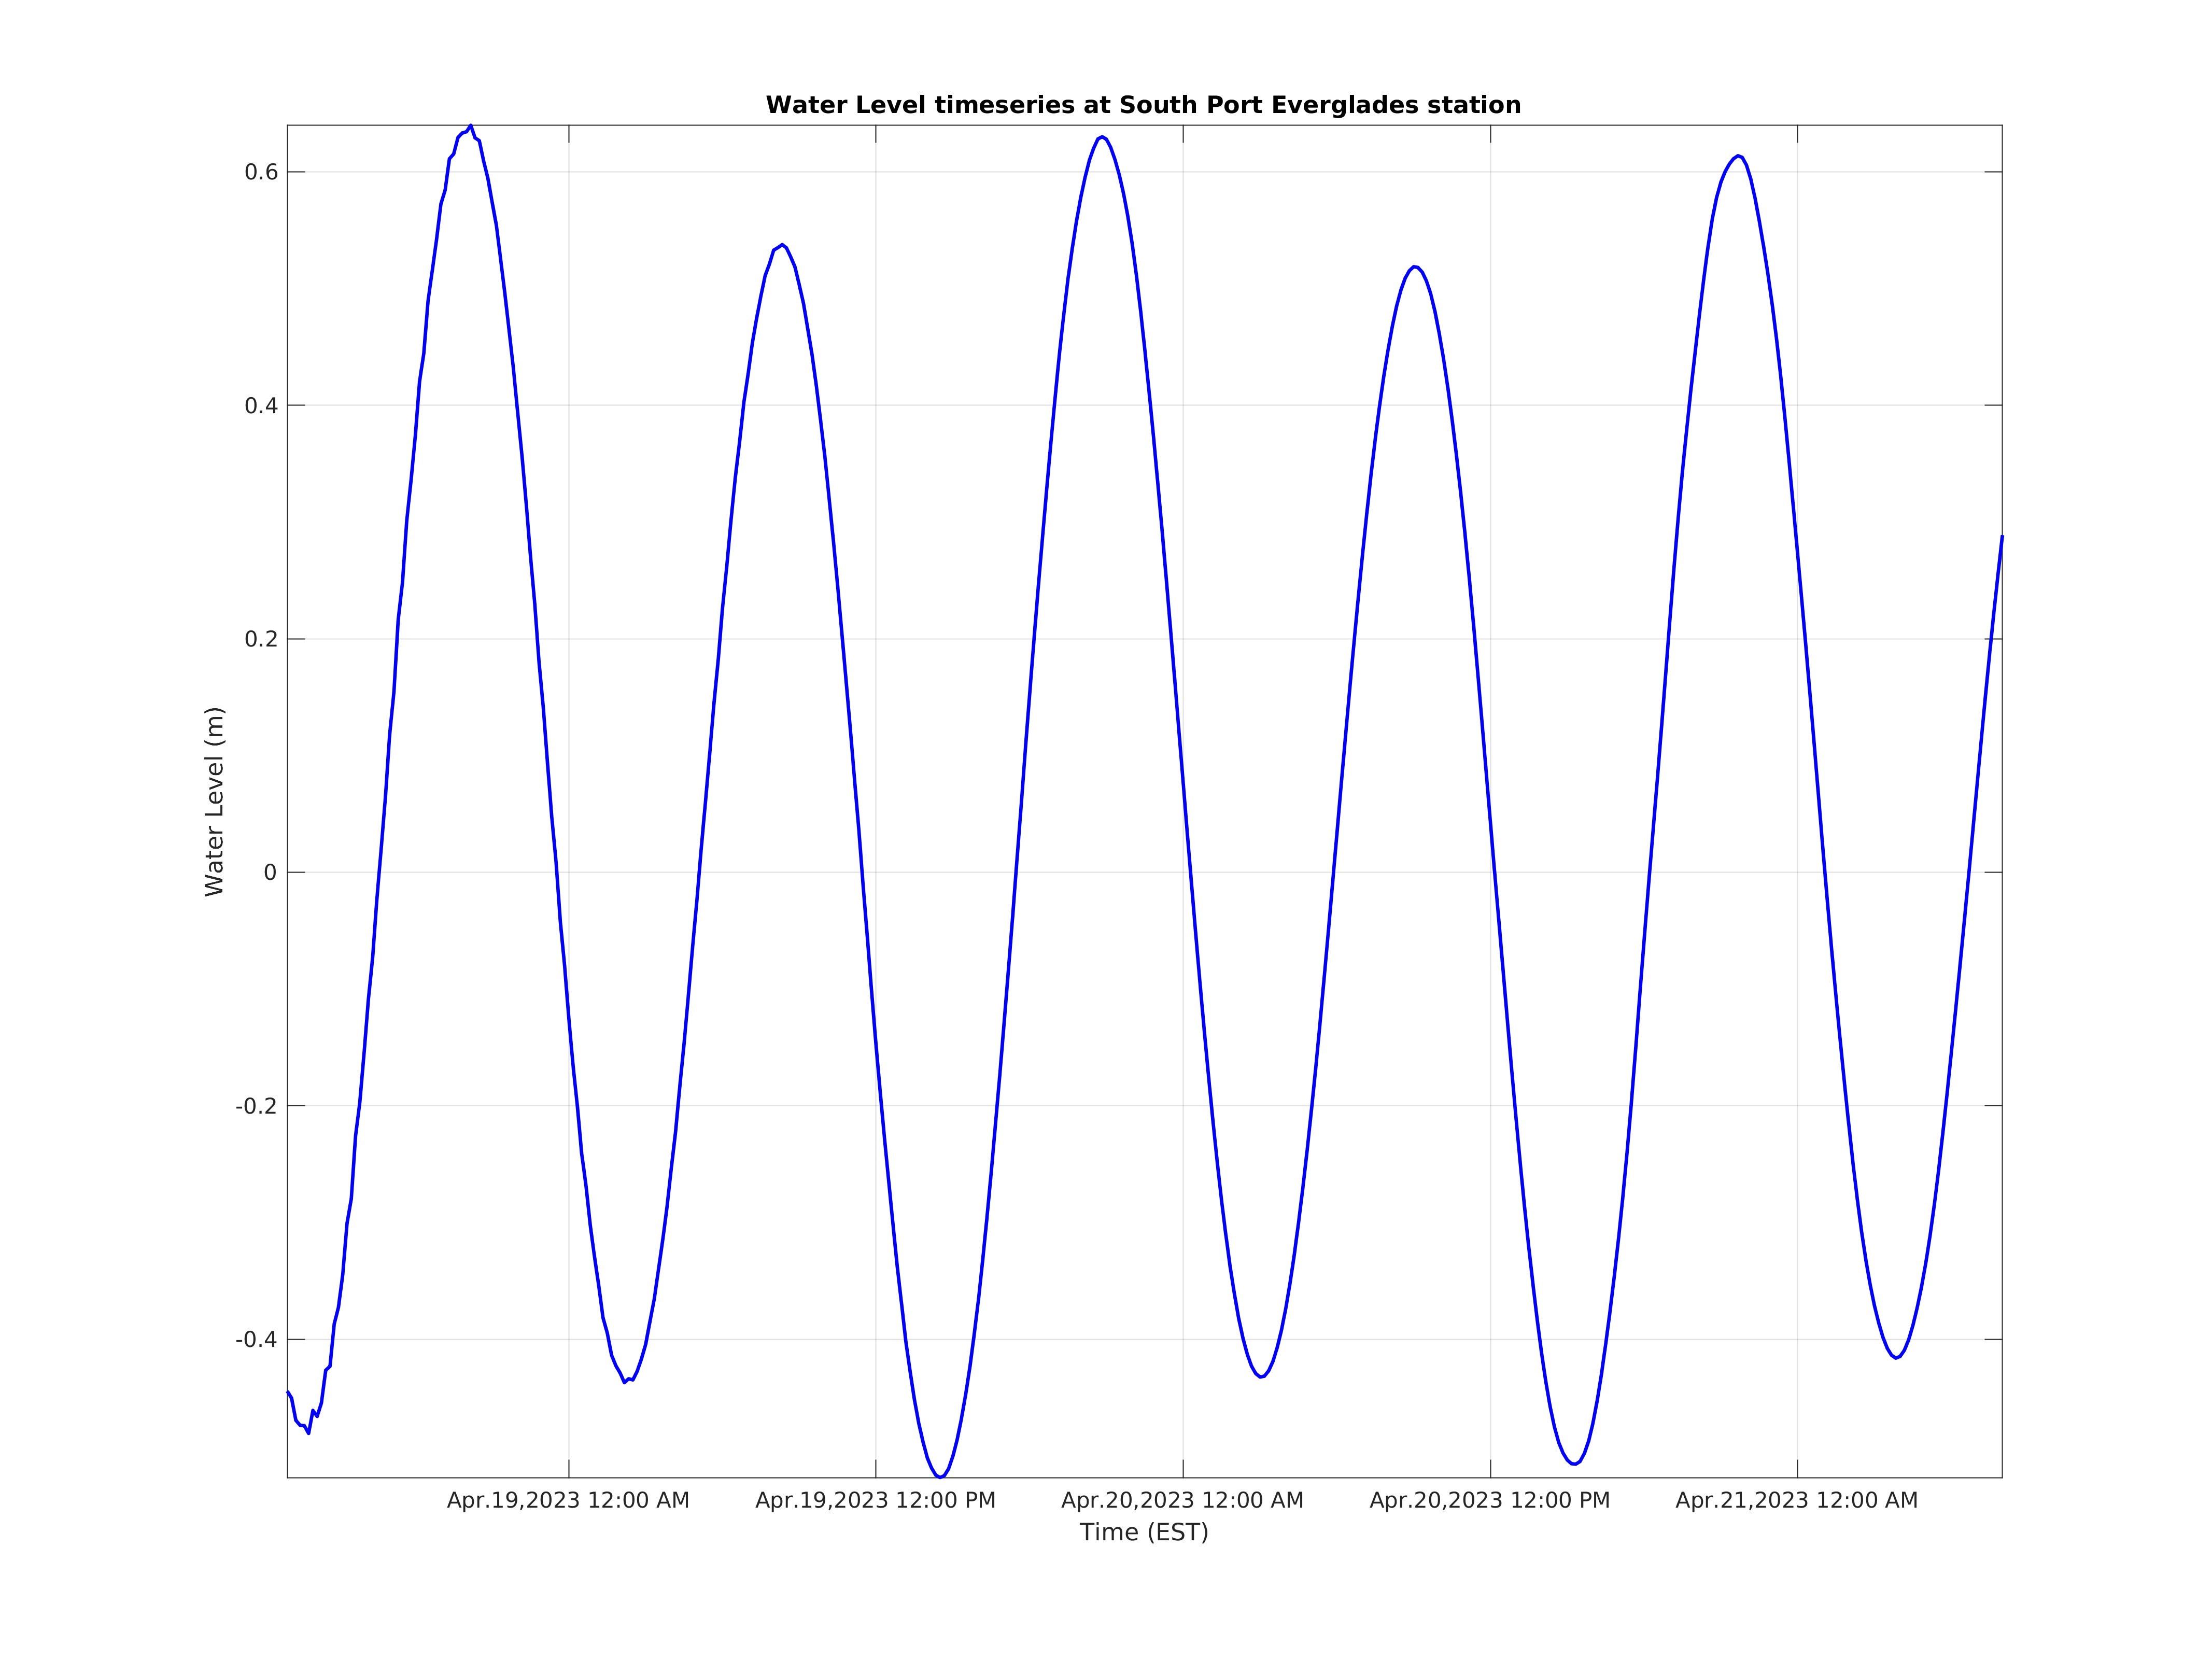 Water Level timeseries at South Port Everglades station
0.6
0.4
0.2
0
-0.2
-0.4
Water Level (m)
Apr.19,2023 12:00 AM
Apr.19,2023 12:00 PM
Apr.20,2023 12:00 AM
Apr.20,2023 12:00 PM
Apr.21,2023 12:00 AM
Time (EST)